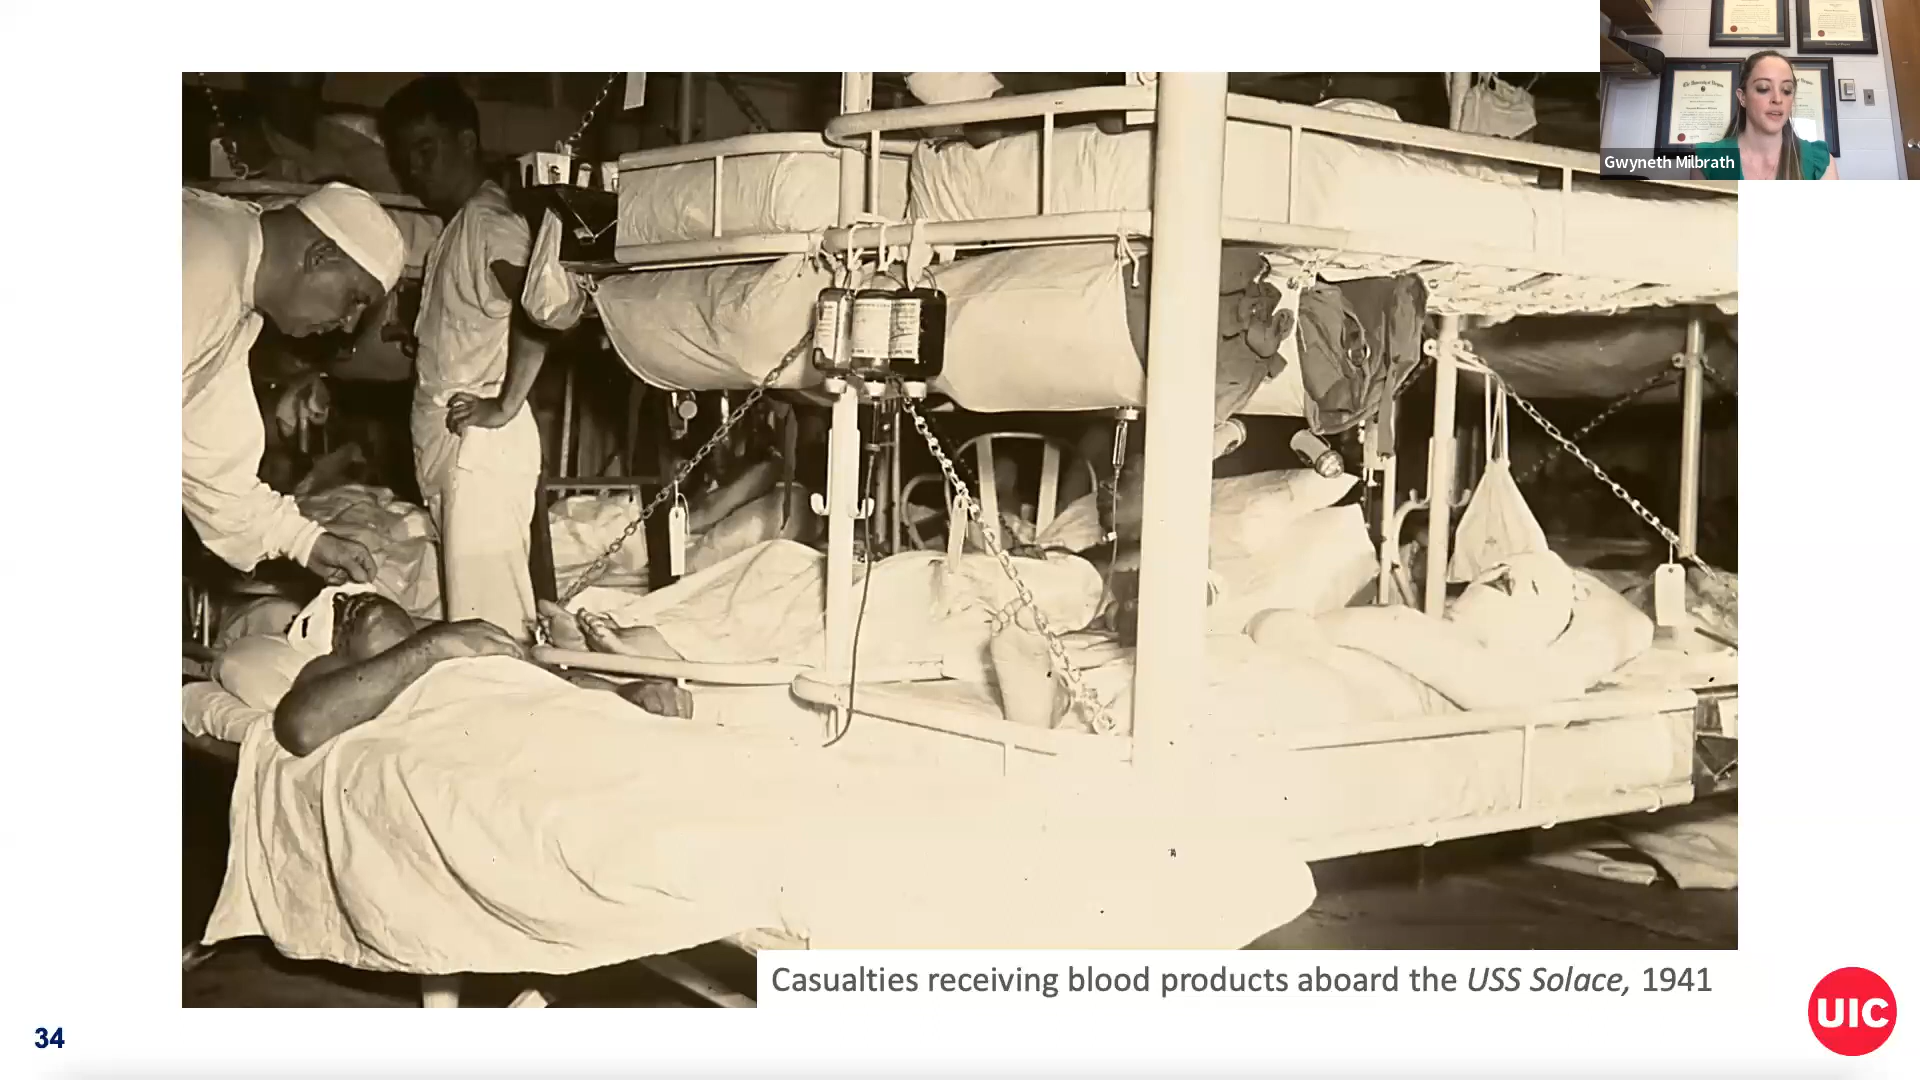 Gwyneth Milbrath
Casualties receiving blood products aboard the USS Solace, 1941
34
UIC